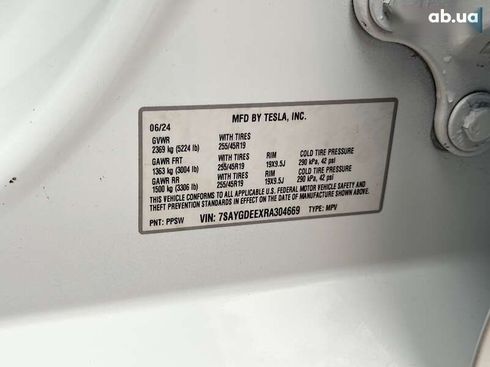 ab.ua
MFD BY TESLA, INC.
06/24
GVWR WITH TIRES
2369 kg (5224 lb) 255/45R19
GAWR FRT WITH TIRES RIM COLD TIRE PRESSURE
1363 kg (3004 lb) 255/45R19 19X9.5J 290 kPa, 42 psi
GAWR RR WITH TIRES RIM COLD TIRE PRESSURE
1500 kg (3306 lb) 255/45R19 19X9.5J 290 kPa, 42 psi
THIS VEHICLE CONFORMS TO ALL APPLICABLE U.S. FEDERAL MOTOR VEHICLE SAFETY AND
THEFT PREVENTION STANDARDS IN EFFECT ON THE DATE OF MANUFACTURE SHOWN ABOVE.
PNT: PPSW VIN: 7SAYGDEEXRA304669 TYPE: MPV